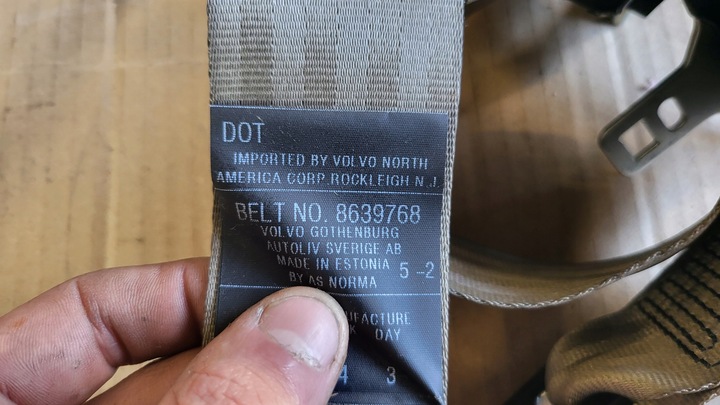 DOT
IMPORTED BY VOLVO NORTH
AMERICA CORP.ROCKLEIGH N.J.
BELT NO. 8639768
VOLVO GOTHENBURG
AUTOLIV SVERIGE AB
MADE IN ESTONIA 5-2
BY AS NORMA
DAY
4 3